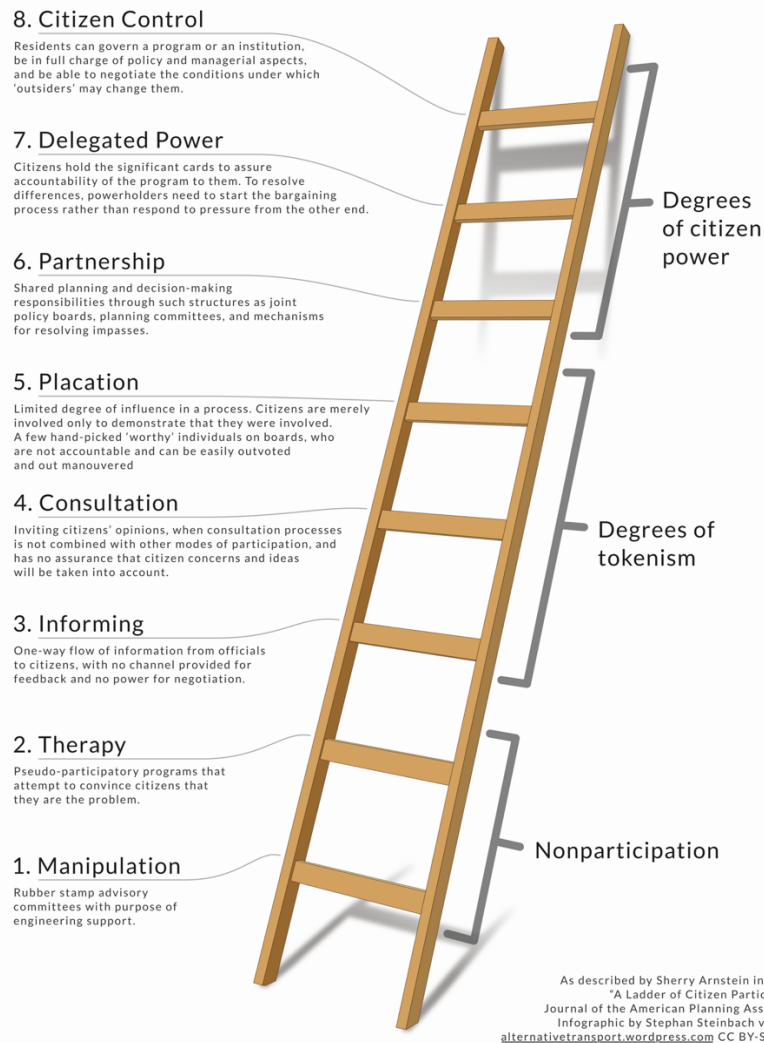 8. Citizen Control
Residents can govern a program or an institution,
be in full charge of policy and managerial aspects,
and be able to negotiate the conditions under which
‘outsiders’ may change them.
7. Delegated Power
Citizens hold the significant cards to assure
accountability of the program to them. To resolve
differences, powerholders need to start the bargaining
process rather than respond to pressure from the other end.
Degrees
of citizen
power
6. Partnership
Shared planning and decision-making
responsibilities through such structures as joint
policy boards, planning committees, and mechanisms
for resolving impasses.
5. Placation
Limited degree of influence in a process. Citizens are merely
involved only to demonstrate that they were involved.
A few hand-picked ‘worthy’ individuals on boards, who
are not accountable and can be easily outvoted
and out manouvered
4. Consultation
Inviting citizens’ opinions, when consultation processes
is not combined with other modes of participation, and
has no assurance that citizen concerns and ideas
will be taken into account.
Degrees of
tokenism
3. Informing
One-way flow of information from officials
to citizens, with no channel provided for
feedback and no power for negotiation.
2. Therapy
Pseudo-participatory programs that
attempt to convince citizens that
they are the problem.
1. Manipulation
Rubber stamp advisory
committees with purpose of
engineering support.
Nonparticipation
As described by Sherry Arnstein in
“A Ladder of Citizen
Journal of the American Planning
Infographic by Stephan Steinbach
alternativetransport.wordpress.com CC